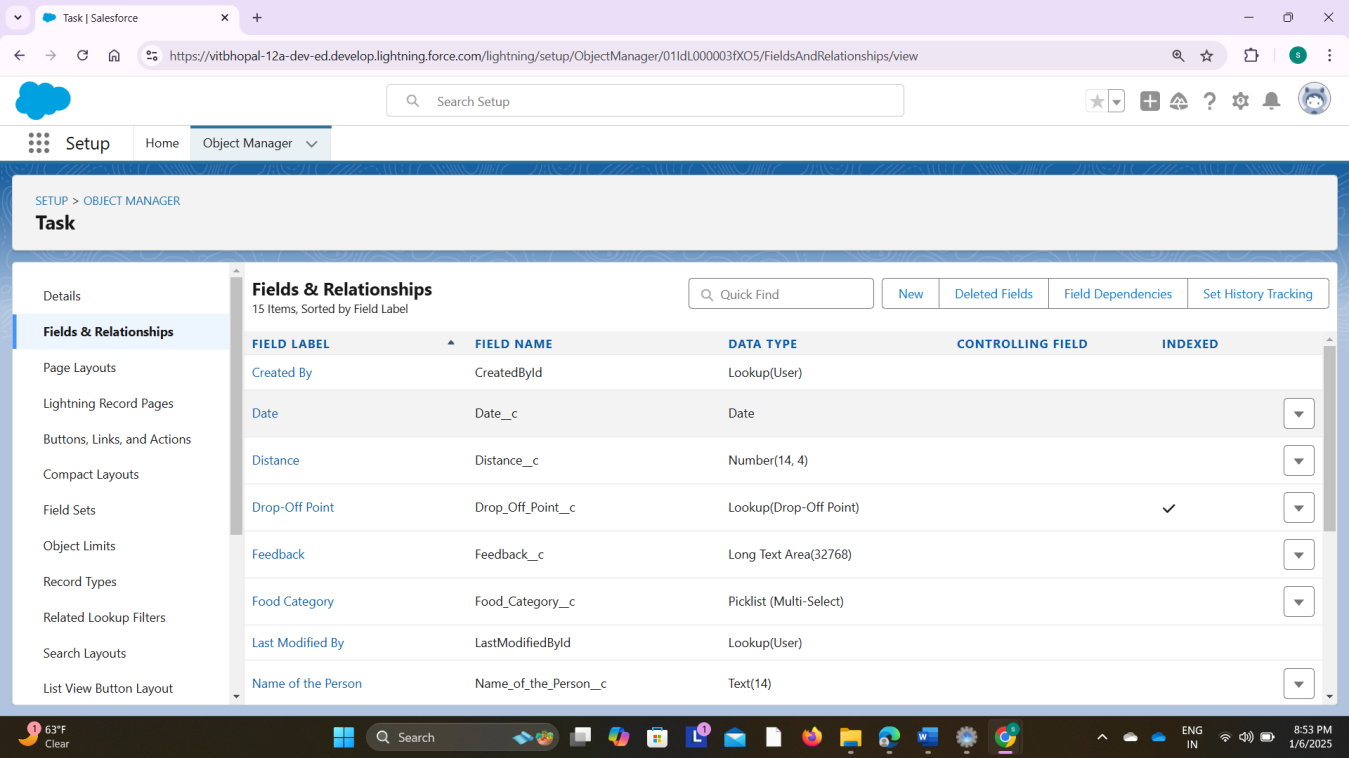 Task | Salesforce
https://vitbhopal-12a-dev-ed.develop.lightning.force.com/lightning/setup/ObjectManager/01IdL000003fXO5/FieldsAndRelationships/view
S
Search Setup
Setup
Home
Object Manager
SETUP > OBJECT MANAGER
Task
Details
Fields & Relationships
Page Layouts
Lightning Record Pages
Buttons, Links, and Actions
Compact Layouts
Field Sets
Object Limits
Record Types
Related Lookup Filters
Search Layouts
List View Button Layout
Fields & Relationships
15 Items, Sorted by Field Label
Quick Find
New
Deleted Fields
Field Dependencies
Set History Tracking
FIELD LABEL FIELD NAME DATA TYPE CONTROLLING FIELD INDEXED
Created By CreatedById Lookup(User)
Date Date__c Date
Distance Distance__c Number(14, 4)
Drop-Off Point Drop_Off_Point__c Lookup(Drop-Off Point)
Feedback Feedback__c Long Text Area(32768)
Food Category Food_Category__c Picklist (Multi-Select)
Last Modified By LastModifiedById Lookup(User)
Name of the Person Name_of_the_Person__c Text(14)
1
63°F
Clear
Search
L
1
W
S
ENG
IN
8:53 PM
1/6/2025